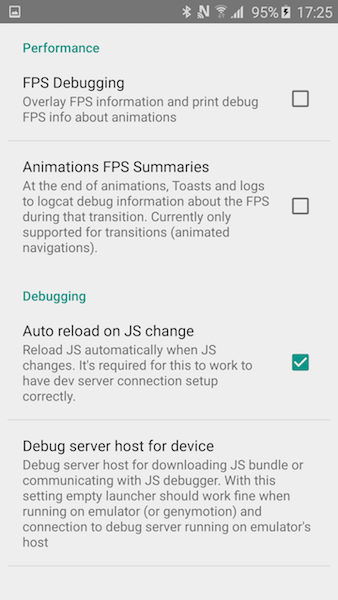 95% 17:25
Performance
FPS Debugging
Overlay FPS information and print debug
FPS info about animations
Animations FPS Summaries
At the end of animations, Toasts and logs
to logcat debug information about the FPS
during that transition. Currently only
supported for transitions (animated
navigations).
Debugging
Auto reload on JS change
Reload JS automatically when JS
changes. It's required for this to work to
have dev server connection setup
correctly.
Debug server host for device
Debug server host for downloading JS bundle or
communicating with JS debugger. With this
setting empty launcher should work fine when
running on emulator (or genymotion) and
connection to debug server running on emulator's
host